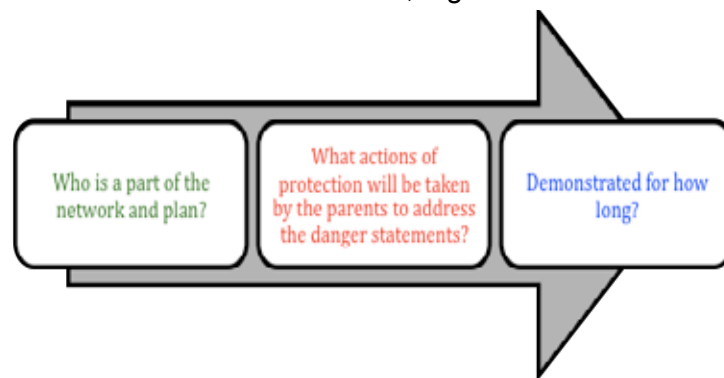 Who is a part of the
network and plan?
What actions of
protection will be taken
by the parents to address
the danger statements?
Demonstrated for how
long?